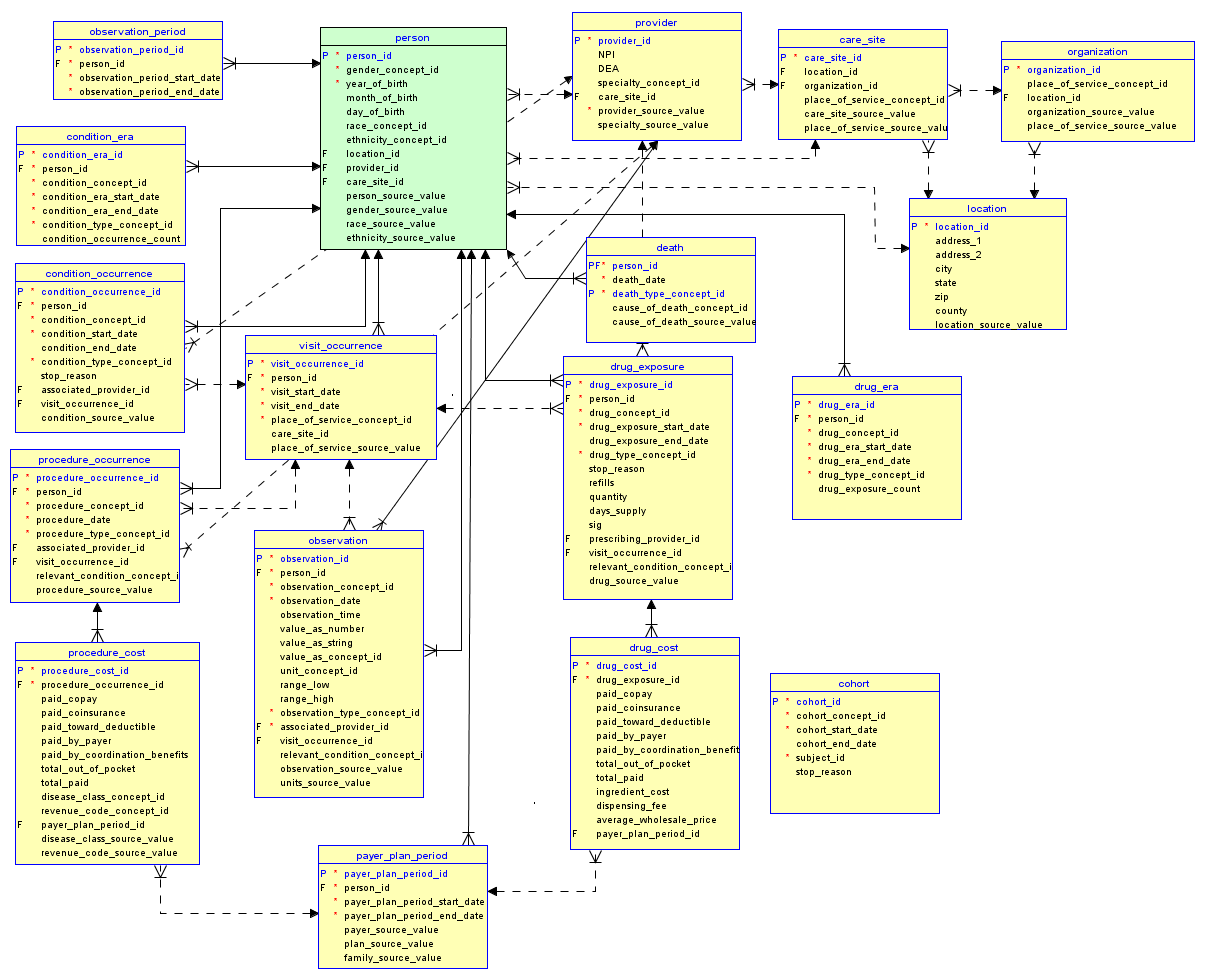 observation_period
P * observation_period_id
F * person_id
* observation_period_start_date
* observation_period_end_date
person
P * person_id
* gender_concept_id
* year_of_birth
month_of_birth
day_of_birth
race_concept_id
ethnicity_concept_id
F location_id
F provider_id
F care_site_id
person_source_value
gender_source_value
race_source_value
ethnicity_source_value
provider
P * provider_id
NPI
DEA
specialty_concept_id
F care_site_id
* provider_source_value
specialty_source_value
care_site
P * care_site_id
F location_id
F organization_id
place_of_service_concept_id
care_site_source_value
place_of_service_source_valu
organization
P * organization_id
place_of_service_concept_id
F location_id
organization_source_value
place_of_service_source_value
condition_era
P * condition_era_id
F * person_id
* condition_concept_id
* condition_era_start_date
* condition_era_end_date
* condition_type_concept_id
condition_occurrence_count
location
P * location_id
address_1
address_2
city
state
zip
county
location_source_value
death
PF* person_id
* death_date
P * death_type_concept_id
cause_of_death_concept_id
cause_of_death_source_value
condition_occurrence
P * condition_occurrence_id
F * person_id
* condition_concept_id
* condition_start_date
condition_end_date
* condition_type_concept_id
stop_reason
F associated_provider_id
F visit_occurrence_id
condition_source_value
visit_occurrence
P * visit_occurrence_id
F * person_id
* visit_start_date
* visit_end_date
* place_of_service_concept_id
care_site_id
place_of_service_source_value
drug_exposure
P * drug_exposure_id
F * person_id
* drug_concept_id
* drug_exposure_start_date
drug_exposure_end_date
* drug_type_concept_id
stop_reason
refills
quantity
days_supply
sig
F prescribing_provider_id
F visit_occurrence_id
relevant_condition_concept_i
drug_source_value
drug_era
P * drug_era_id
F * person_id
* drug_concept_id
* drug_era_start_date
* drug_era_end_date
* drug_type_concept_id
drug_exposure_count
procedure_occurrence
P * procedure_occurrence_id
F * person_id
* procedure_concept_id
* procedure_date
* procedure_type_concept_id
F associated_provider_id
F visit_occurrence_id
relevant_condition_concept_i
procedure_source_value
observation
P * observation_id
F * person_id
* observation_concept_id
* observation_date
observation_time
value_as_number
value_as_string
value_as_concept_id
unit_concept_id
range_low
range_high
* observation_type_concept_id
F * associated_provider_id
F visit_occurrence_id
relevant_condition_concept_i
observation_source_value
units_source_value
procedure_cost
P * procedure_cost_id
F * procedure_occurrence_id
paid_copay
paid_coinsurance
paid_toward_deductible
paid_by_payer
paid_by_coordination_benefits
total_out_of_pocket
total_paid
disease_class_concept_id
revenue_code_concept_id
F payer_plan_period_id
disease_class_source_value
revenue_code_source_value
drug_cost
P * drug_cost_id
F * drug_exposure_id
paid_copay
paid_coinsurance
paid_toward_deductible
paid_by_payer
paid_by_coordination_benefit
total_out_of_pocket
total_paid
ingredient_cost
dispensing_fee
average_wholesale_price
F payer_plan_period_id
cohort
P * cohort_id
* cohort_concept_id
* cohort_start_date
cohort_end_date
* subject_id
stop_reason
payer_plan_period
P * payer_plan_period_id
F * person_id
* payer_plan_period_start_date
* payer_plan_period_end_date
payer_source_value
plan_source_value
family_source_value